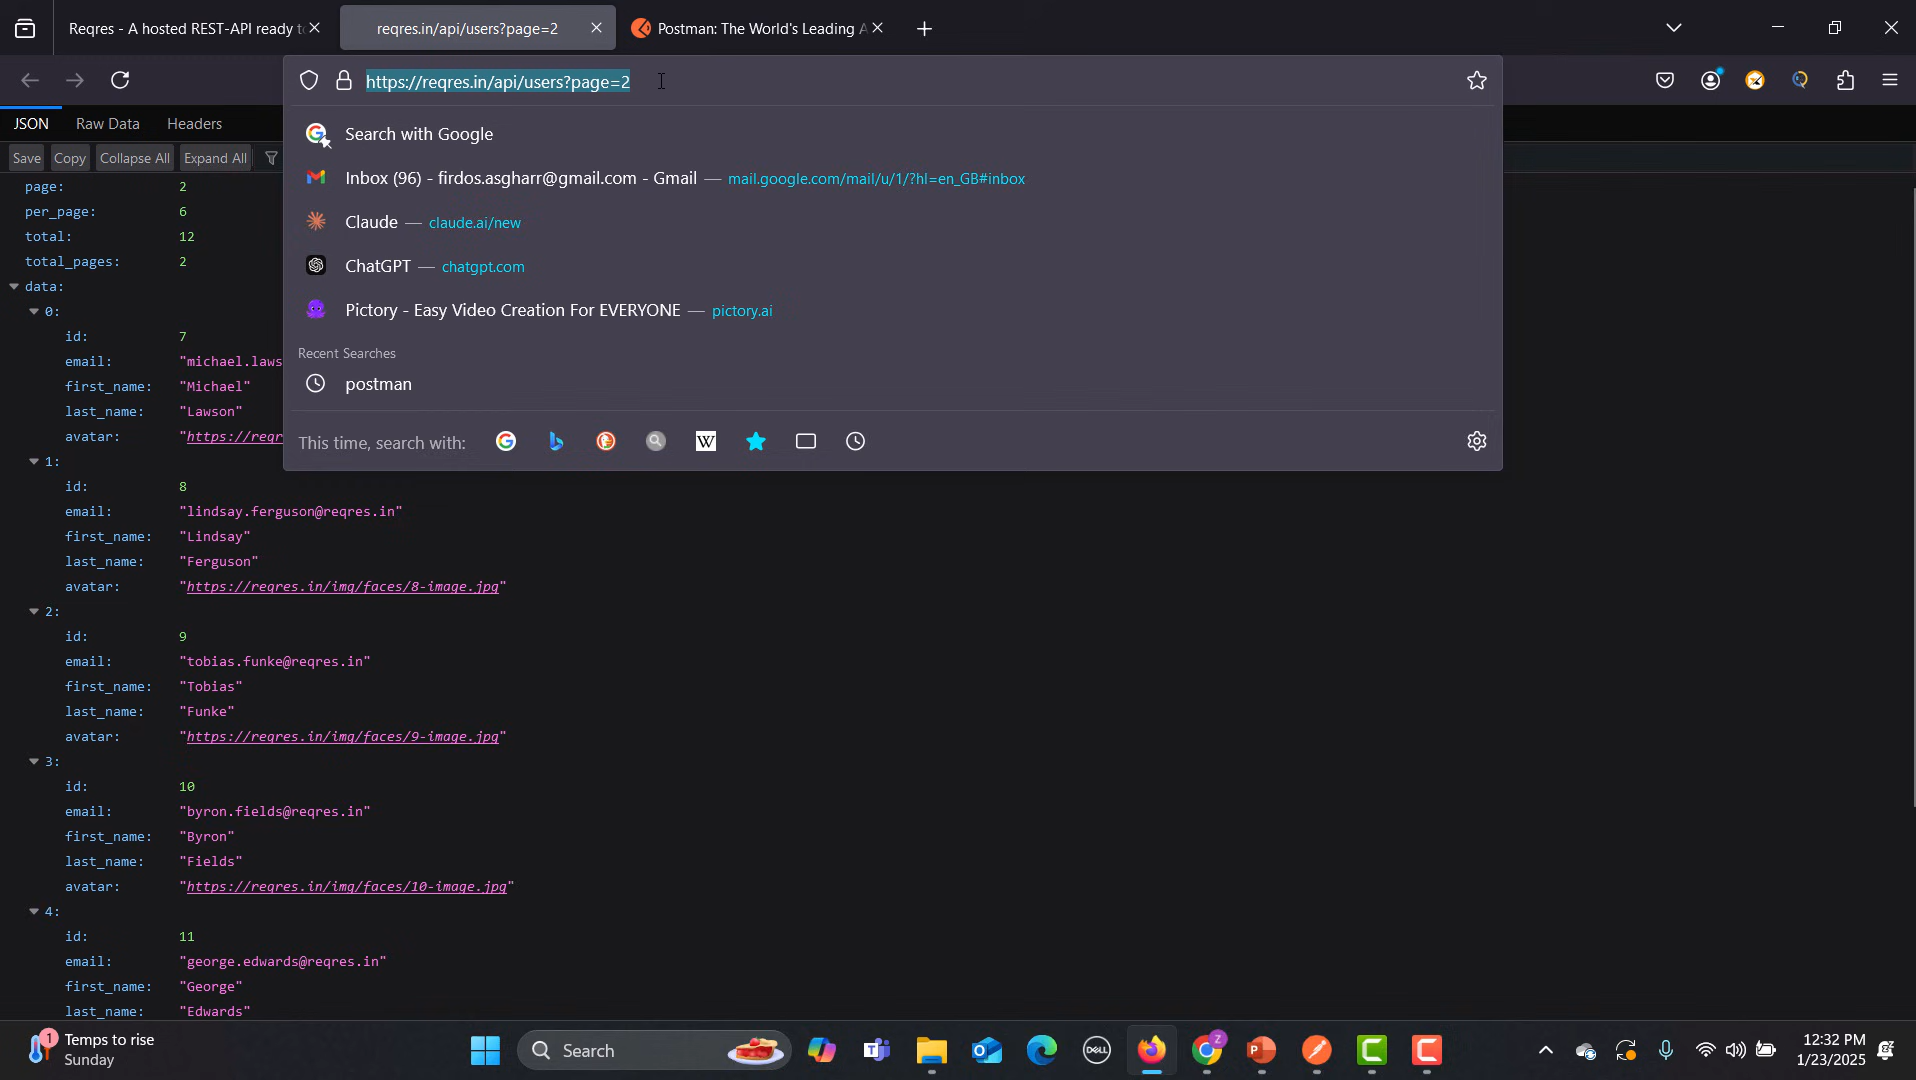 Reqres - A hosted REST-API ready to
reqres.in/api/users?page=2
Postman: The World's Leading A
https://reqres.in/api/users?page=2
JSON
Raw Data
Headers
Save
Copy
Collapse All
Expand All
Search with Google
Inbox (96) - firdos.asgharr@gmail.com - Gmail — mail.google.com/mail/u/1/?hl=en_GB#inbox
Claude — claude.ai/new
ChatGPT — chatgpt.com
Pictory - Easy Video Creation For EVERYONE — pictory.ai
Recent Searches
postman
This time, search with:
page: 2
per_page: 6
total: 12
total_pages: 2
data:
0:
id: 7
email: "michael.laws
first_name: "Michael"
last_name: "Lawson"
avatar: "https://reqr
1:
id: 8
email: "lindsay.ferguson@reqres.in"
first_name: "Lindsay"
last_name: "Ferguson"
avatar: "https://reqres.in/img/faces/8-image.jpg"
2:
id: 9
email: "tobias.funke@reqres.in"
first_name: "Tobias"
last_name: "Funke"
avatar: "https://reqres.in/img/faces/9-image.jpg"
3:
id: 10
email: "byron.fields@reqres.in"
first_name: "Byron"
last_name: "Fields"
avatar: "https://reqres.in/img/faces/10-image.jpg"
4:
id: 11
email: "george.edwards@reqres.in"
first_name: "George"
last_name: "Edwards"
1
Temps to rise
Sunday
Search
DELL
Z
12:32 PM
1/23/2025